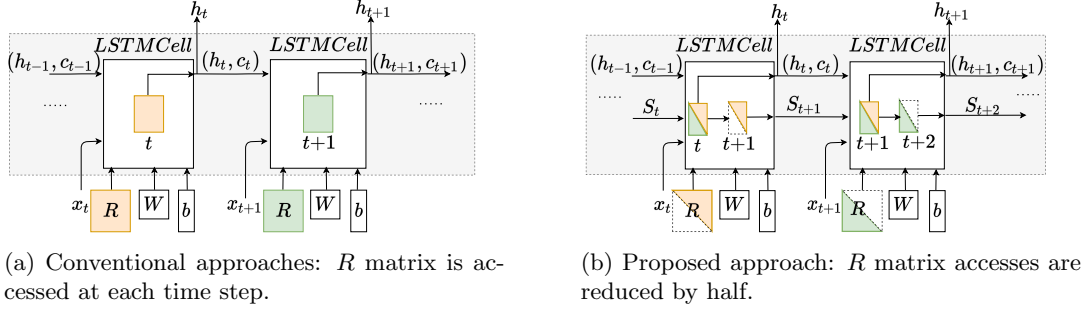 h_t
h_{t+1}
LSTMCell
LSTMCell
(h_{t-1}, c_{t-1})
(h_t, c_t)
(h_{t+1}, c_{t+1})
.....
.....
t
t+1
x_t
R
W
b
x_{t+1}
R
W
b
(a) Conventional approaches: R matrix is ac-
cessed at each time step.
h_t
h_{t+1}
LSTMCell
LSTMCell
(h_{t-1}, c_{t-1})
(h_t, c_t)
(h_{t+1}, c_{t+1})
.....
.....
S_t
S_{t+1}
S_{t+2}
t
t+1
t+1
t+2
x_t
R
W
b
x_{t+1}
R
W
b
(b) Proposed approach: R matrix accesses are
reduced by half.